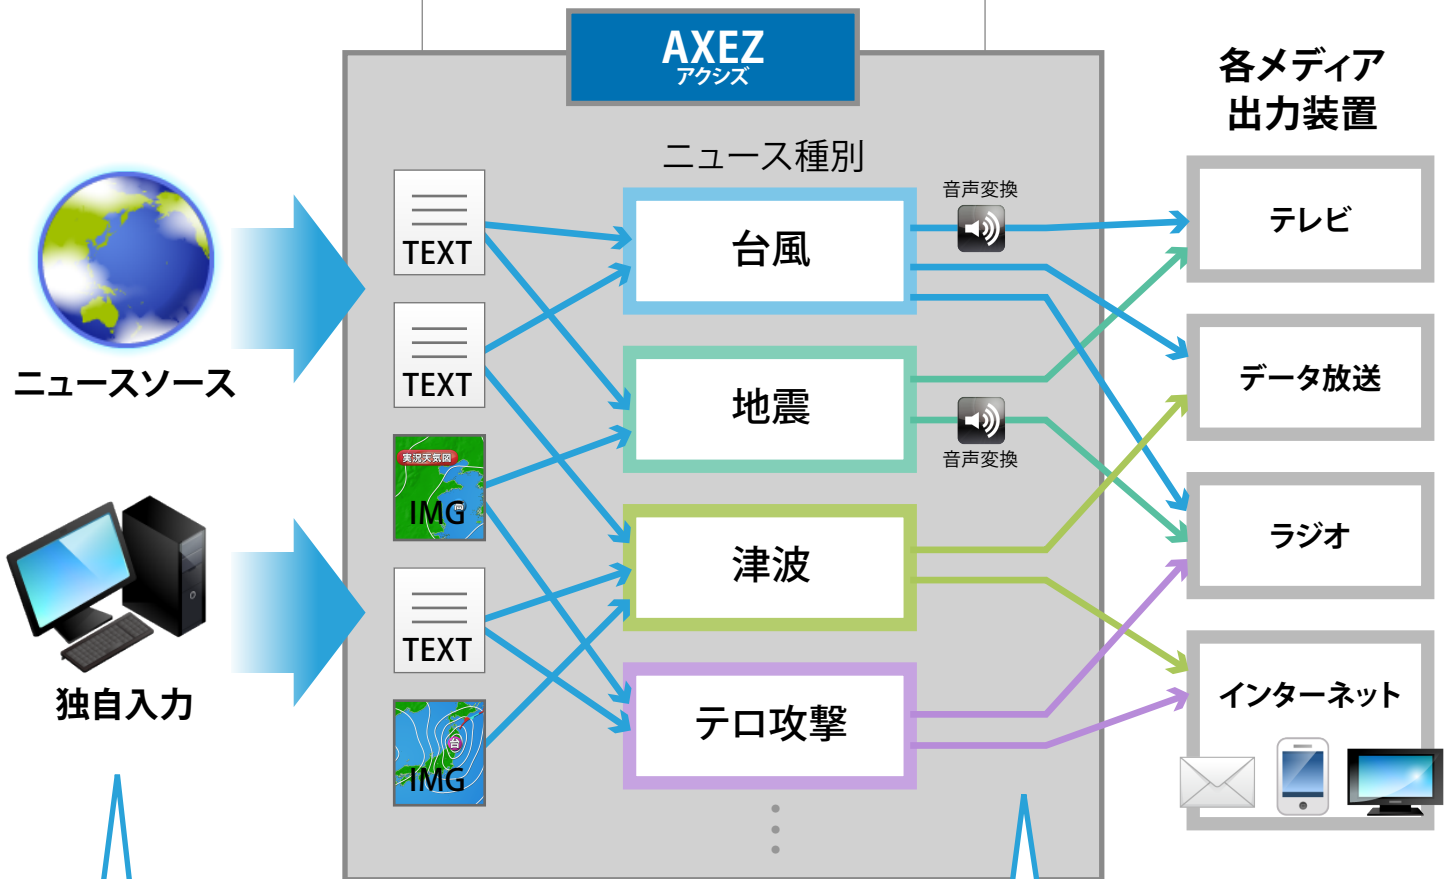 AXEZ
アクシズ
各メディア
出力装置
ニュース種別
音声変換
TEXT
台風
テレビ
ニュースソース
TEXT
地震
データ放送
音声変換
実況天気図
IMG
津波
ラジオ
TEXT
独自入力
テロ攻撃
インターネット
台
IMG